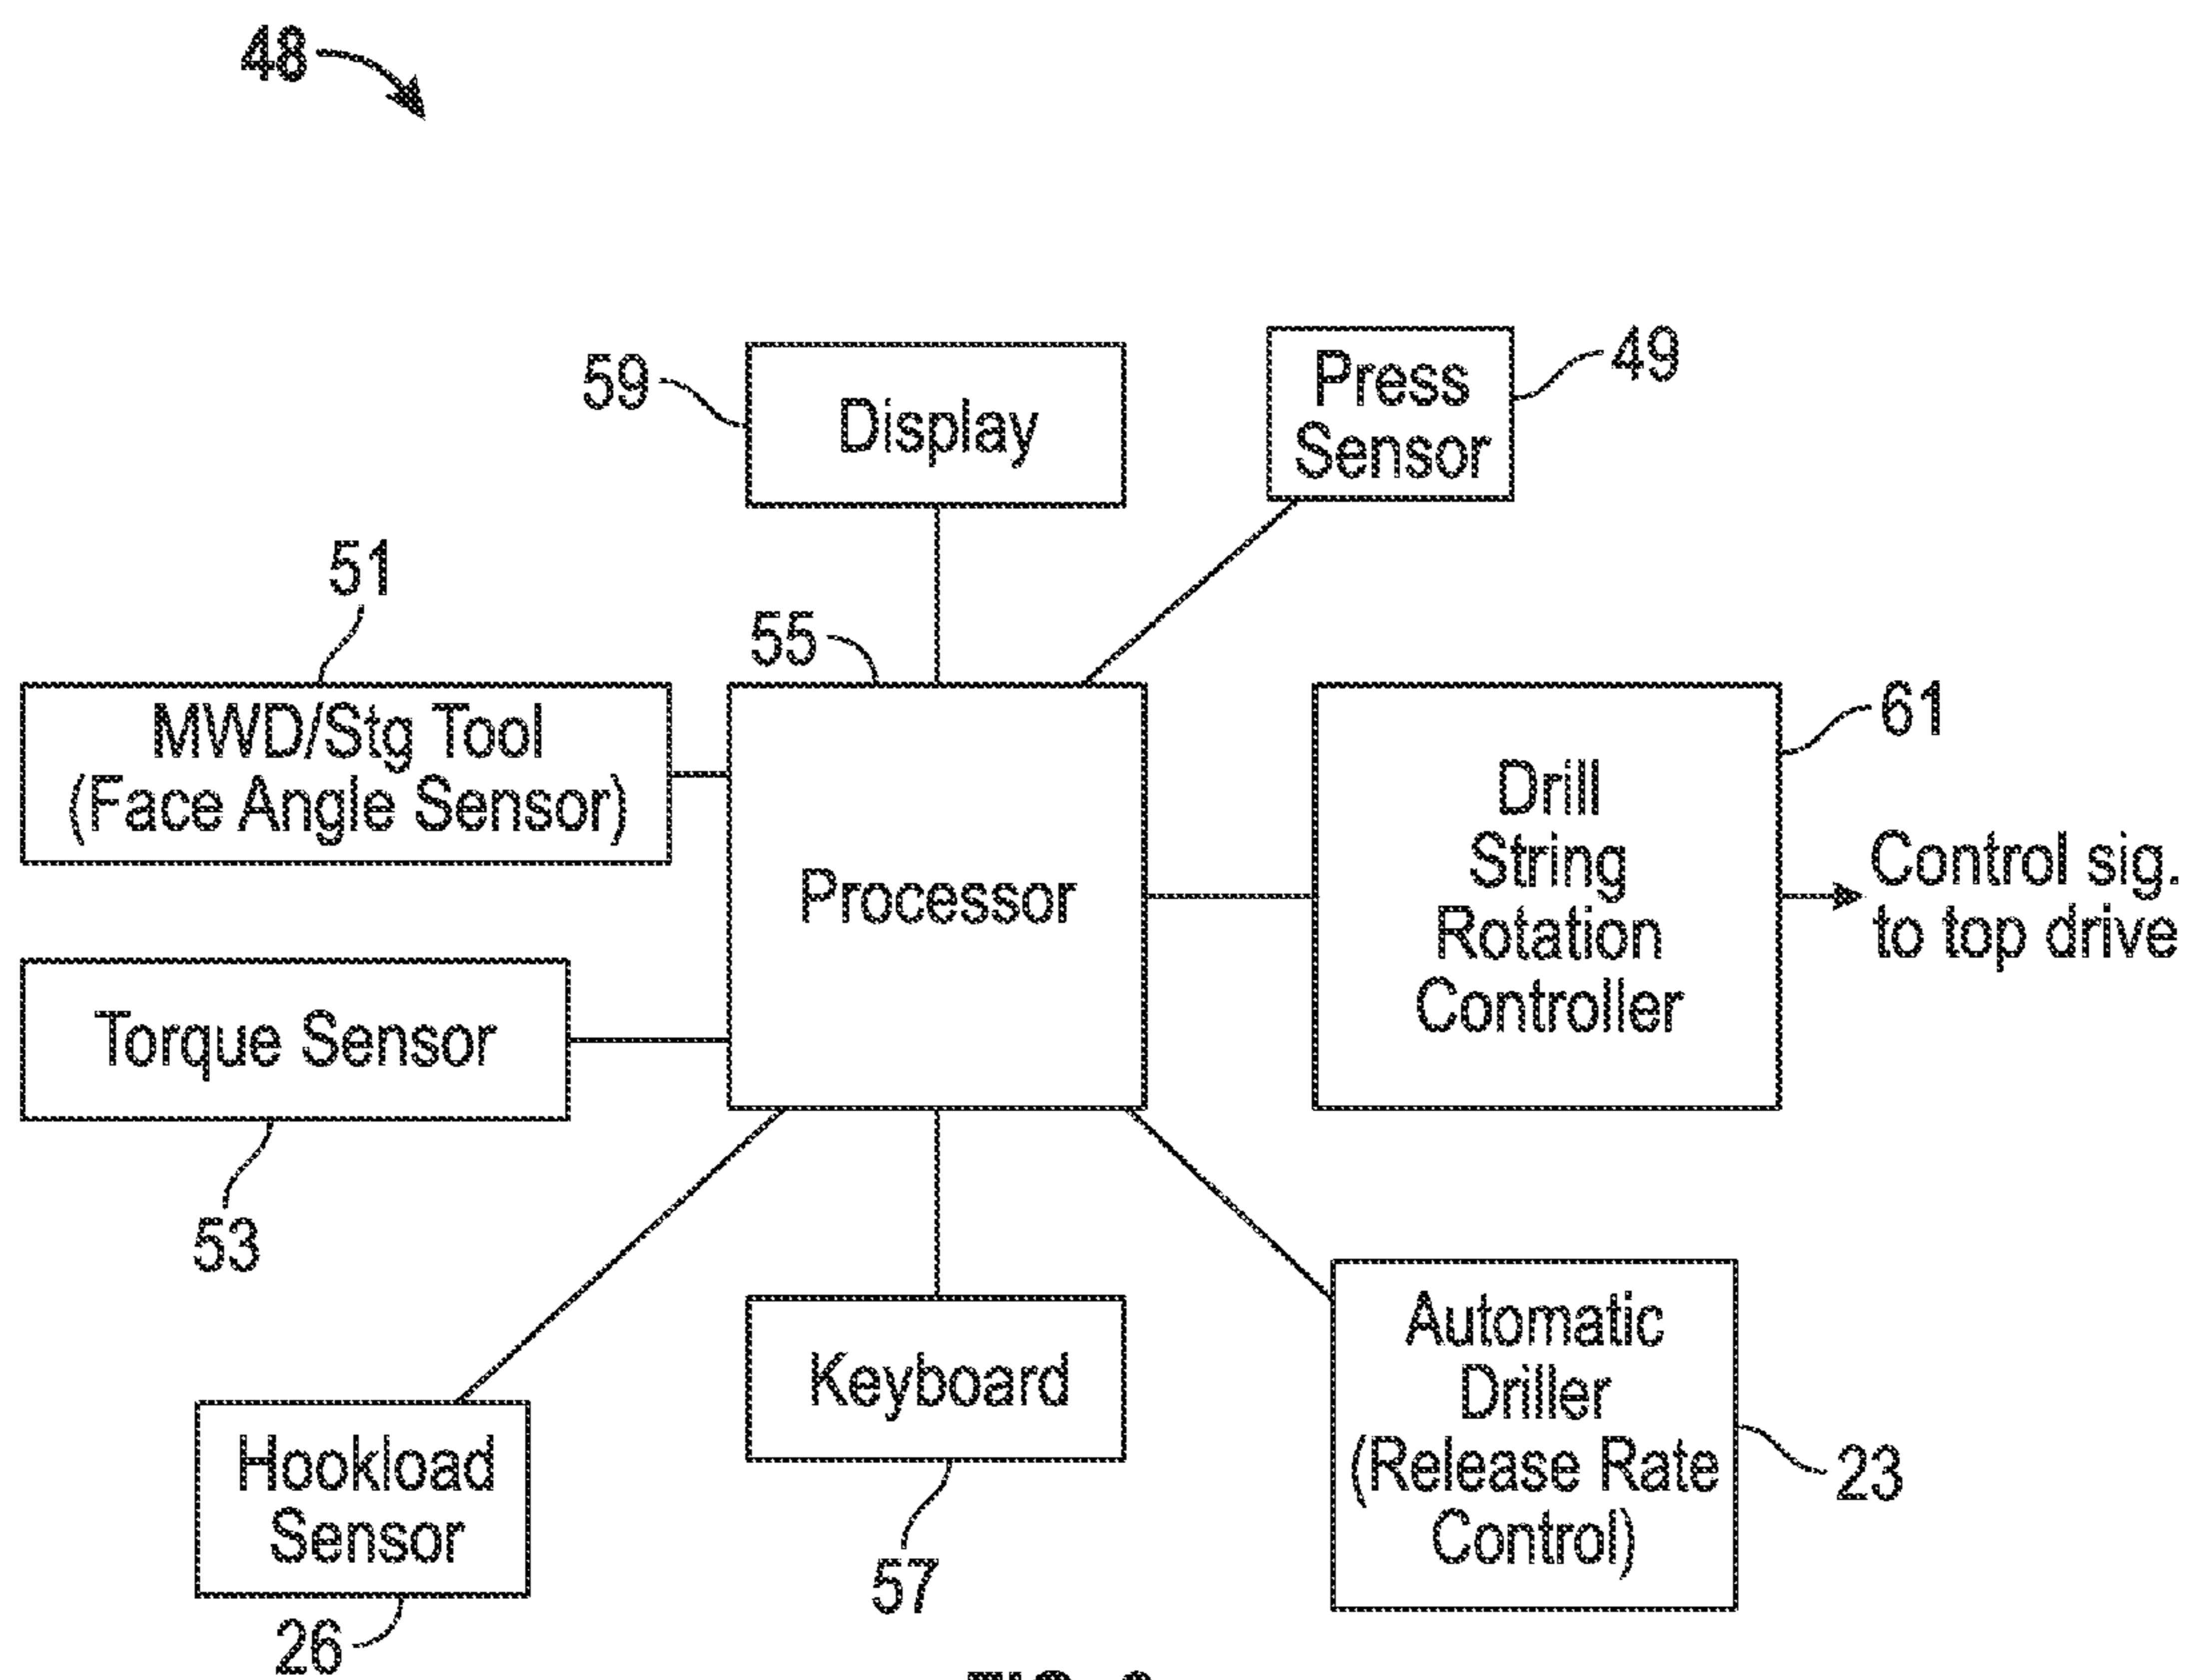 48
59
Display
Press
Sensor
49
51
55
MWD/Stg Tool
(Face Angle Sensor)
Processor
Drill
String
Rotation
Controller
61
Control sig.
to top drive
Torque Sensor
53
Hookload
Sensor
26
Keyboard
57
Automatic
Driller
(Release Rate
Control)
23